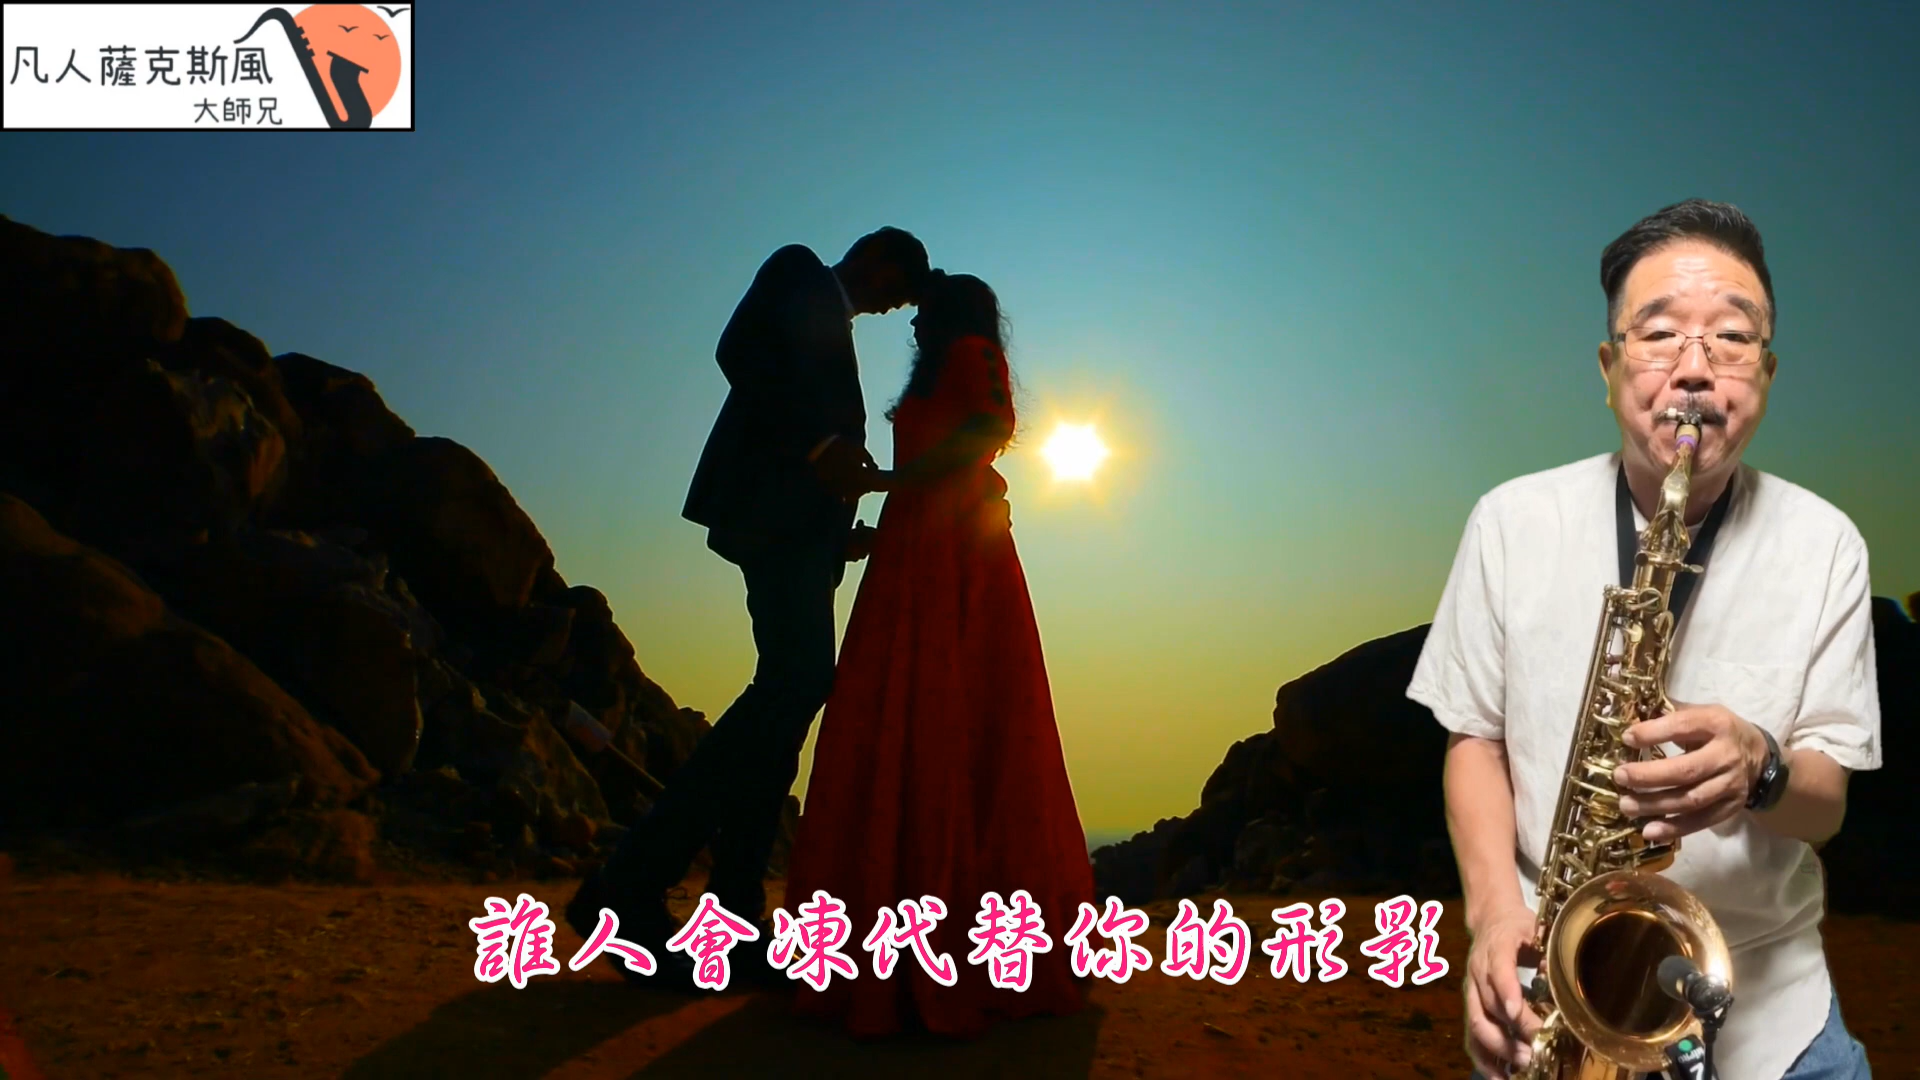 凡人薩克斯風
大師兄
誰人會凍代替你的形影